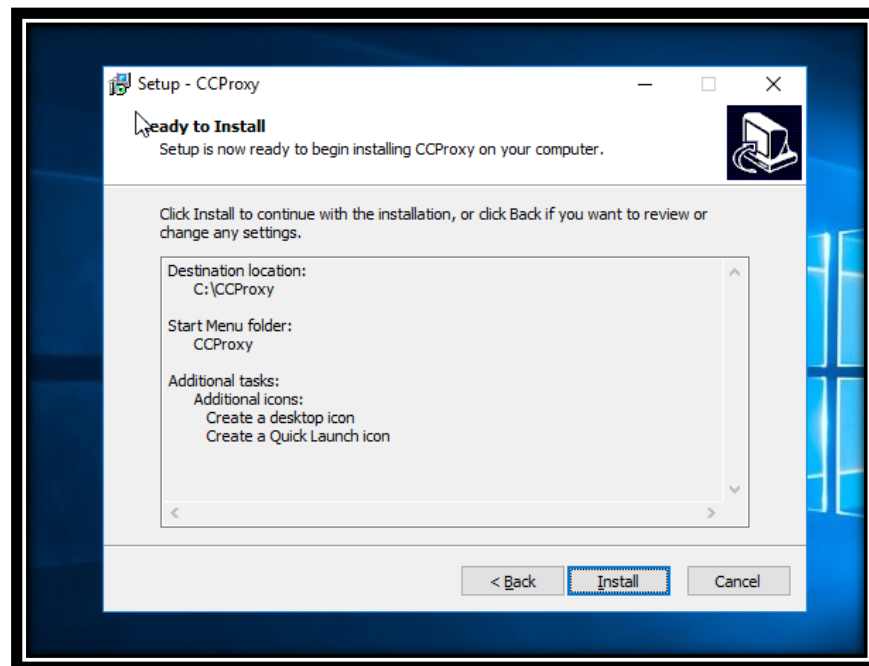 Setup - CCProxy
Ready to Install
Setup is now ready to begin installing CCProxy on your computer.
Click Install to continue with the installation, or click Back if you want to review or
change any settings.
Destination location:
C:\CCProxy
Start Menu folder:
CCProxy
Additional tasks:
Additional icons:
Create a desktop icon
Create a Quick Launch icon
< Back
Install
Cancel